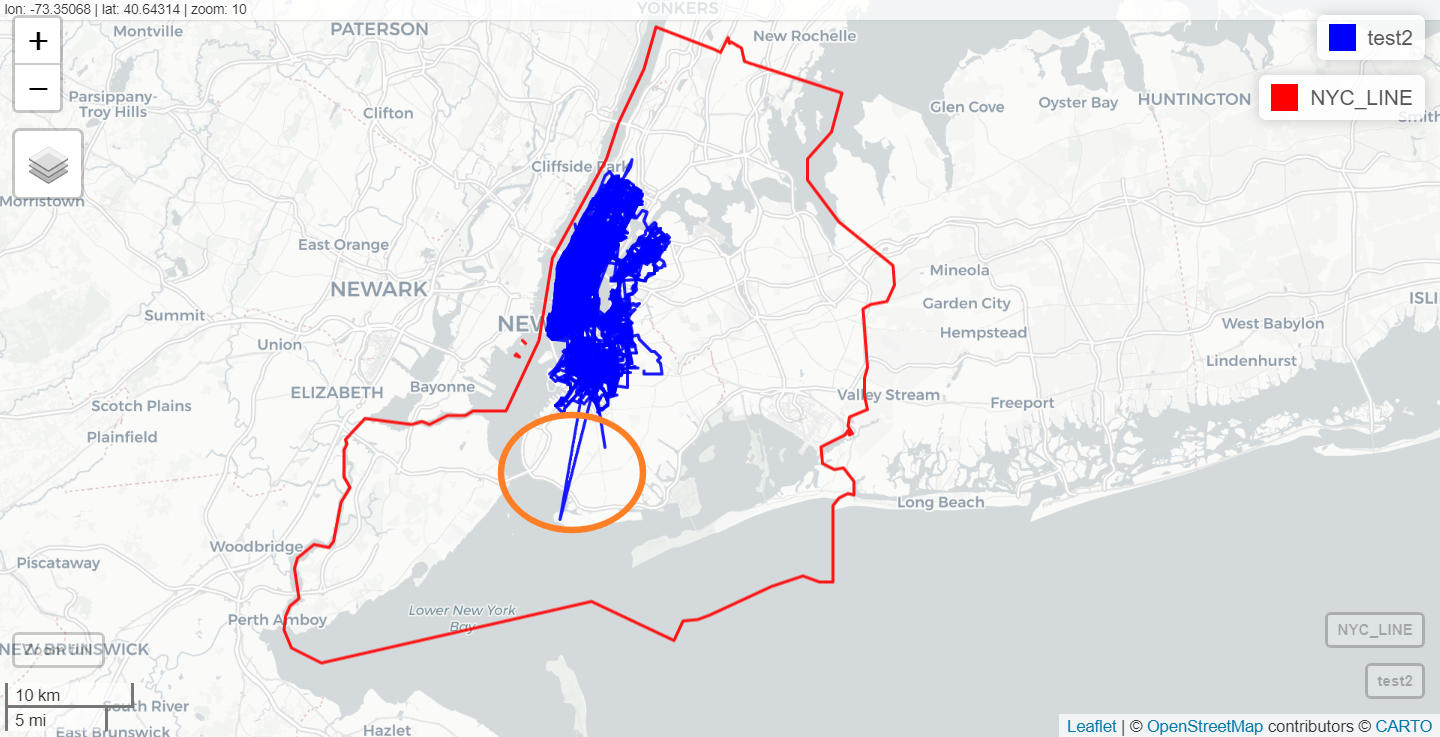 lon: -73.35068 | lat: 40.64314 | zoom: 10
YONKERS
+
−
Montville
PATERSON
New Rochelle
test2
NYC_LINE
Parsippany-
Troy Hills
Clifton
Glen Cove
Oyster Bay
HUNTINGTON
Smith
Cliffside Park
Morristown
East Orange
Mineola
NEWARK
Garden City
ISLI
Summit
NEW
West Babylon
Hempstead
Union
Lindenhurst
ELIZABETH
Bayonne
Valley Stream
Freeport
Scotch Plains
Plainfield
Long Beach
Woodbridge
Piscataway
Lower New York
Bay
Perth Amboy
NYC_LINE
NEW BRUNSWICK
Zoom full
test2
10 km
5 mi
South River
East Brunswick
Hazlet
Leaflet | © OpenStreetMap contributors © CARTO